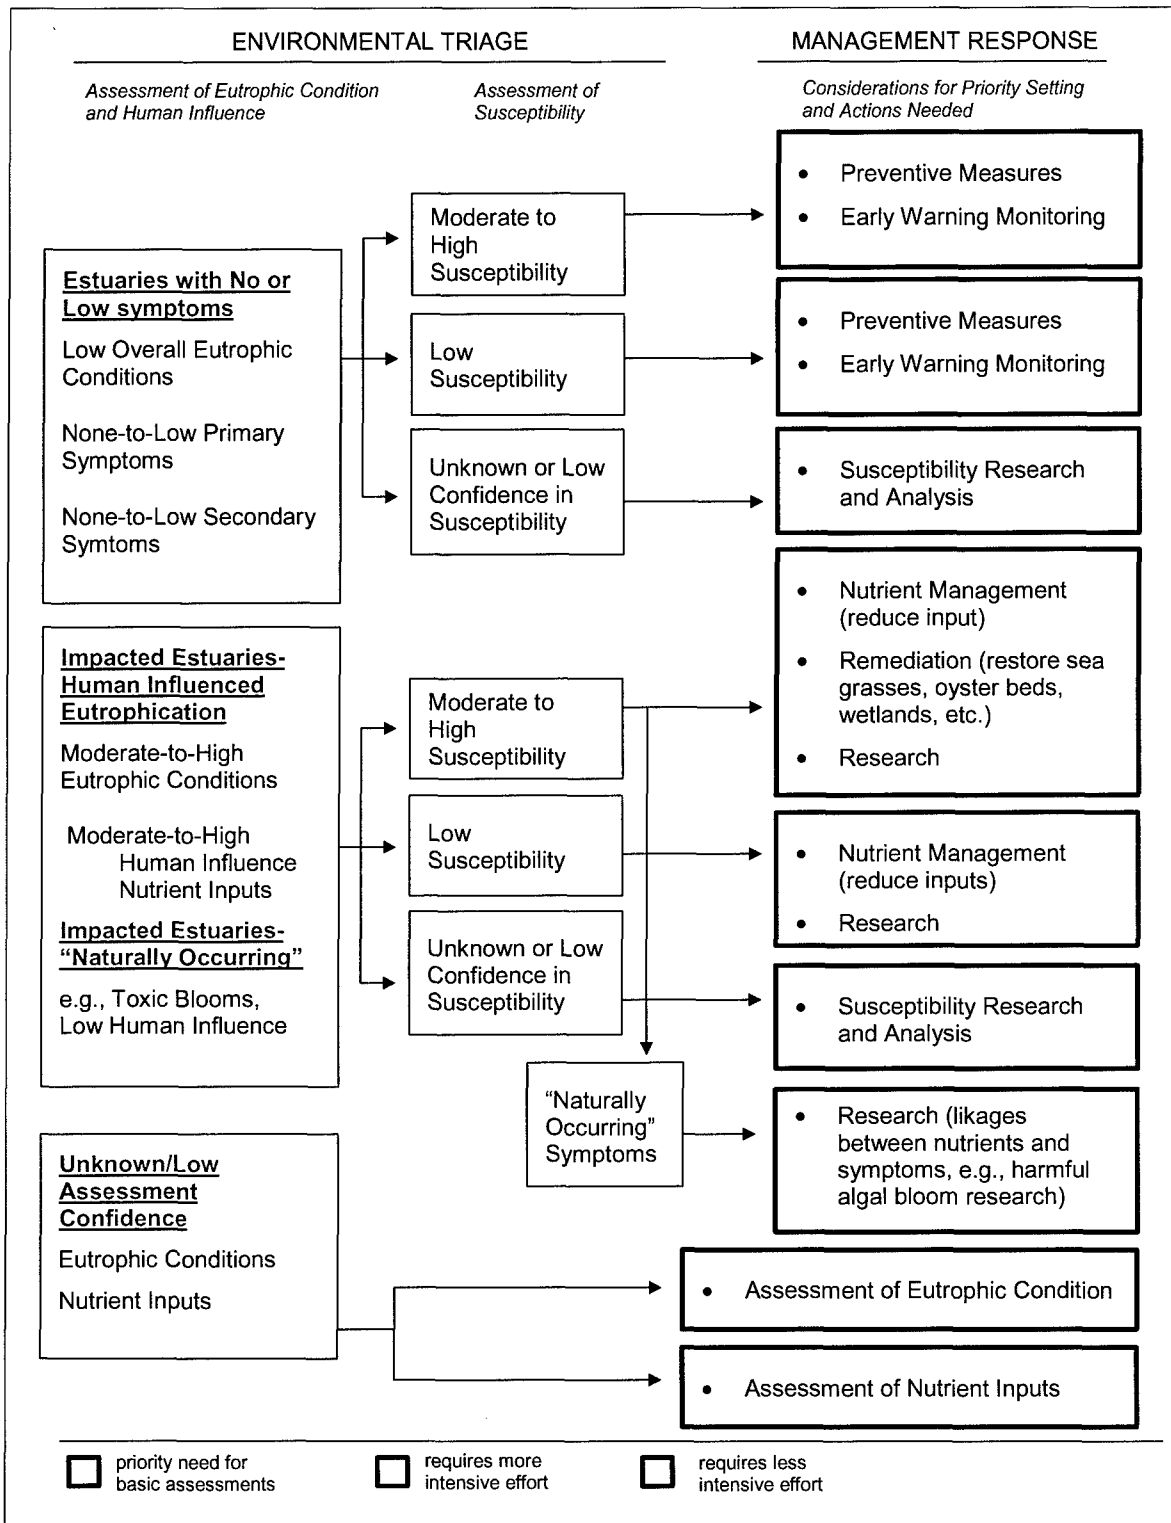 ENVIRONMENTAL TRIAGE
MANAGEMENT RESPONSE
Assessment of Eutrophic Condition
and Human Influence
Assessment of
Susceptibility
Considerations for Priority Setting
and Actions Needed
Estuaries with No or
Low symptoms
Low Overall Eutrophic
Conditions
None-to-Low Primary
Symptoms
None-to-Low Secondary
Symtoms
Moderate to
High
Susceptibility
• Preventive Measures
• Early Warning Monitoring
Low
Susceptibility
• Preventive Measures
• Early Warning Monitoring
Unknown or Low
Confidence in
Susceptibility
• Susceptibility Research
and Analysis
Impacted Estuaries-
Human Influenced
Eutrophication
Moderate-to-High
Eutrophic Conditions
Moderate-to-High
Human Influence
Nutrient Inputs
Impacted Estuaries-
“Naturally Occurring”
e.g., Toxic Blooms,
Low Human Influence
Moderate to
High
Susceptibility
• Nutrient Management
(reduce input)
• Remediation (restore sea
grasses, oyster beds,
wetlands, etc.)
• Research
Low
Susceptibility
• Nutrient Management
(reduce inputs)
• Research
Unknown or Low
Confidence in
Susceptibility
• Susceptibility Research
and Analysis
“Naturally
Occurring”
Symptoms
• Research (likages
between nutrients and
symptoms, e.g., harmful
algal bloom research)
Unknown/Low
Assessment
Confidence
Eutrophic Conditions
Nutrient Inputs
• Assessment of Eutrophic Condition
• Assessment of Nutrient Inputs
priority need for
basic assessments
requires more
intensive effort
requires less
intensive effort